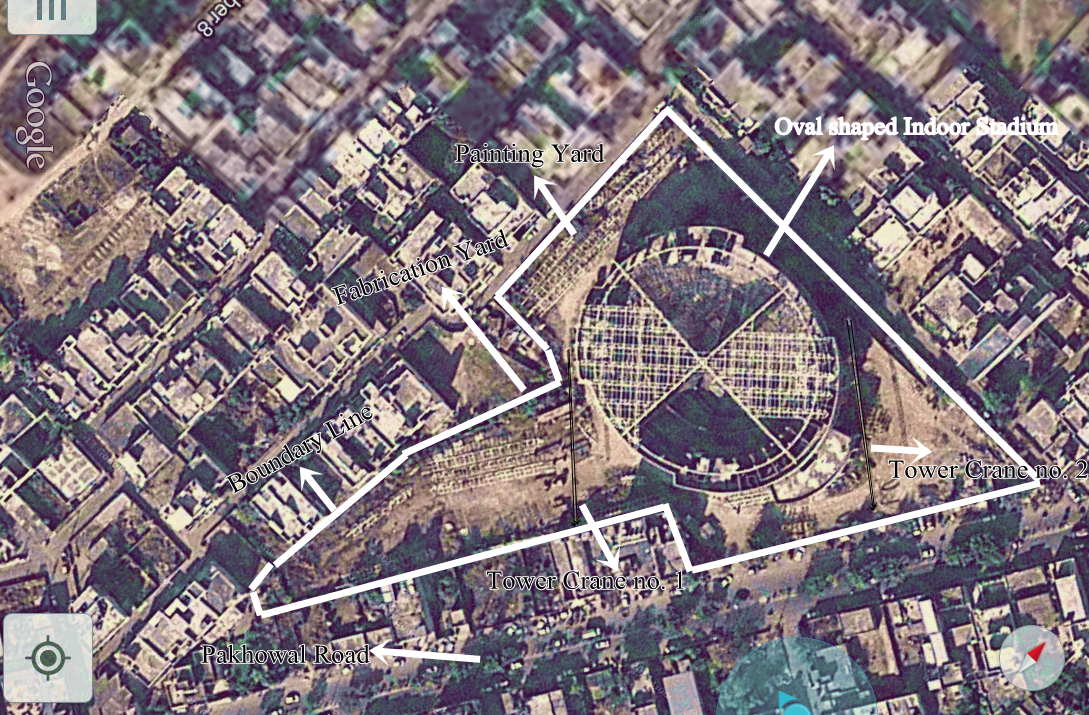 Google
Oval shaped Indoor Stadium
Painting Yard
Fabrication Yard
Boundary Line
Tower Crane no. 2
Tower Crane no. 1
Pakhowal Road